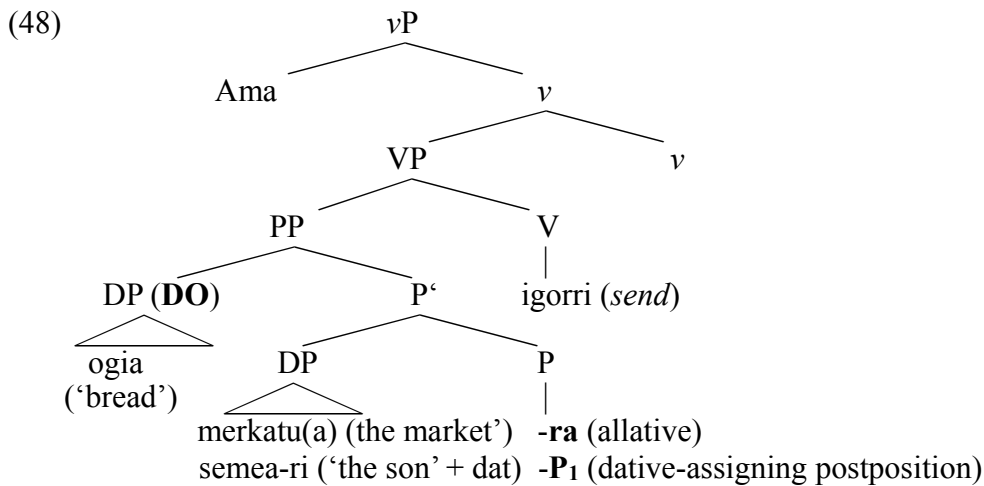 (48) vP
Ama v
VP v
PP V
DP (DO) P‘ igorri (send)
ogia DP P
(‘bread’)
merkatu(a) (the market’) -ra (allative)
semea-ri (‘the son’ + dat) -P1 (dative-assigning postposition)